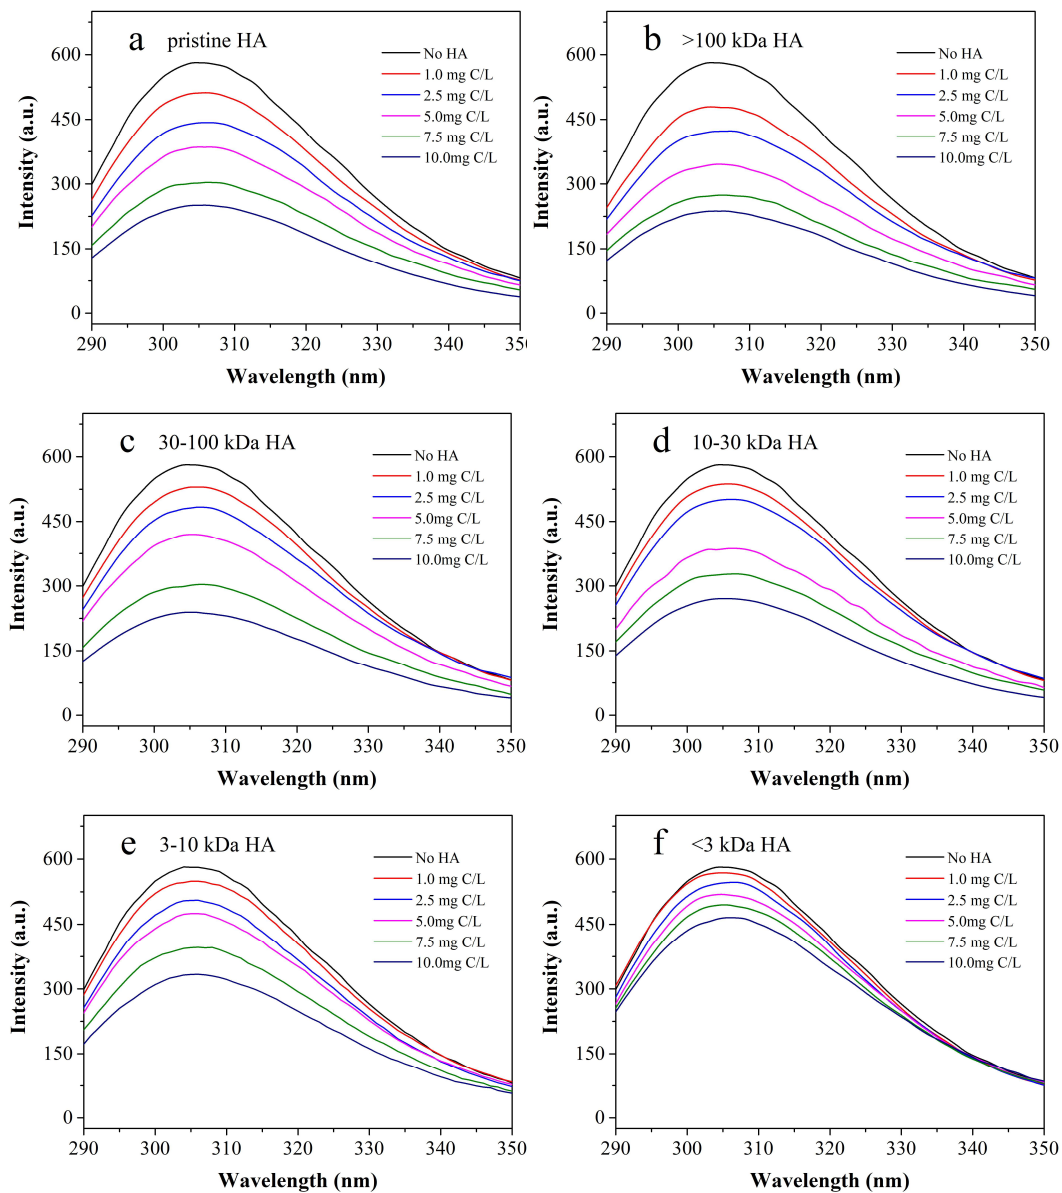 a pristine HA
No HA
1.0 mg C/L
2.5 mg C/L
5.0mg C/L
7.5 mg C/L
10.0mg C/L
Intensity (a.u.)
600
450
300
150
0
290 300 310 320 330 340 350
Wavelength (nm)
b >100 kDa HA
No HA
1.0 mg C/L
2.5 mg C/L
5.0mg C/L
7.5 mg C/L
10.0mg C/L
Intensity (a.u.)
600
450
300
150
0
290 300 310 320 330 340 350
Wavelength (nm)
c 30-100 kDa HA
No HA
1.0 mg C/L
2.5 mg C/L
5.0mg C/L
7.5 mg C/L
10.0mg C/L
Intensity (a.u.)
600
450
300
150
0
290 300 310 320 330 340 350
Wavelength (nm)
d 10-30 kDa HA
No HA
1.0 mg C/L
2.5 mg C/L
5.0mg C/L
7.5 mg C/L
10.0mg C/L
Intensity (a.u.)
600
450
300
150
0
290 300 310 320 330 340 350
Wavelength (nm)
e 3-10 kDa HA
No HA
1.0 mg C/L
2.5 mg C/L
5.0mg C/L
7.5 mg C/L
10.0mg C/L
Intensity (a.u.)
600
450
300
150
0
290 300 310 320 330 340 350
Wavelength (nm)
f <3 kDa HA
No HA
1.0 mg C/L
2.5 mg C/L
5.0mg C/L
7.5 mg C/L
10.0mg C/L
Intensity (a.u.)
600
450
300
150
0
290 300 310 320 330 340 350
Wavelength (nm)